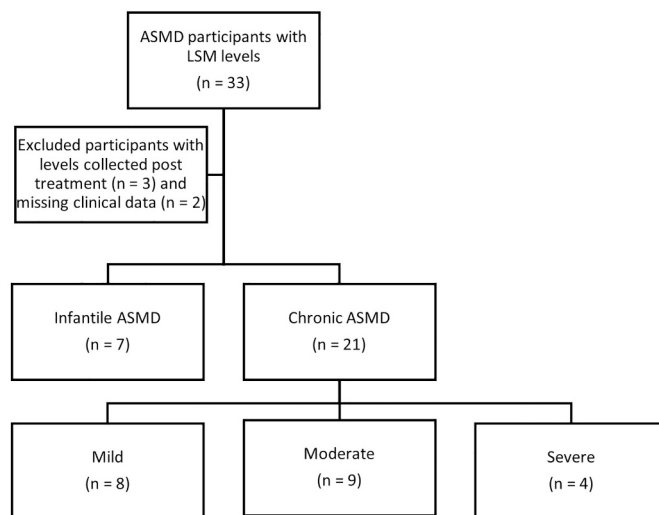 ASMD participants with
LSM levels
(n = 33)
Excluded participants with
levels collected post
treatment (n = 3) and
missing clinical data (n = 2)
Infantile ASMD
(n = 7)
Chronic ASMD
(n = 21)
Mild
(n = 8)
Moderate
(n = 9)
Severe
(n = 4)